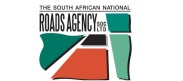 THE SOUTH AFRICAN NATIONAL
ROADS AGENCY SOC LTD